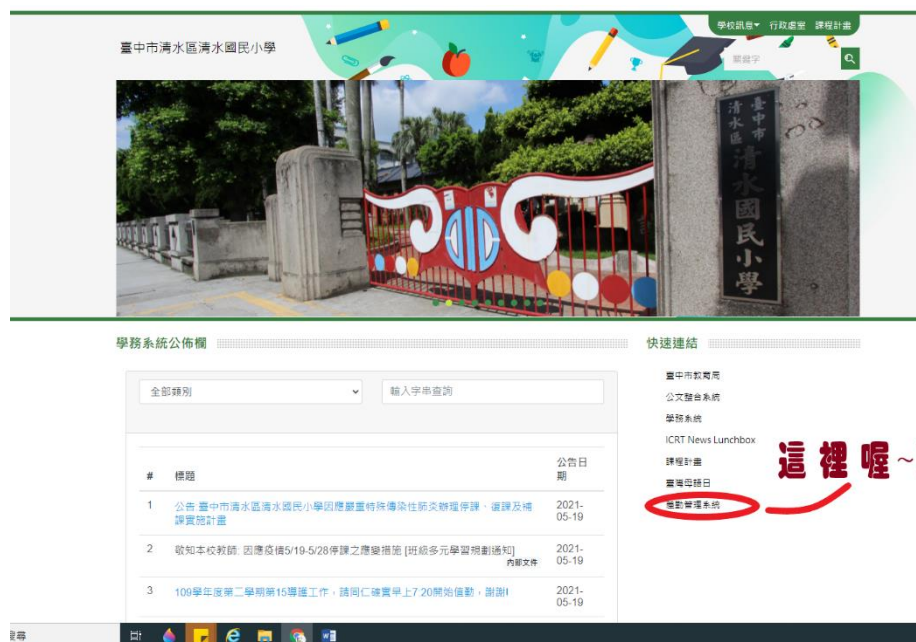 學校訊息▾ 行政處室 課程計畫
臺中市清水區清水國民小學
關鍵字
臺中市
清水區
清水國民小學
學務系統公佈欄
快速連結
全部類別
輸入字串查詢
臺中市教育局
公文整合系統
學務系統
ICRT News Lunchbox
課程計畫
臺灣母語日
差勤管理系統
這裡喔~
# 標題 公告日
期
1 公告:臺中市清水區清水國民小學因應嚴重特殊傳染性肺炎辦理停課、復課及補 2021-
課實施計畫 05-19
2 敬知本校教師: 因應疫情5/19-5/28停課之應變措施 [班級多元學習規劃通知] 2021-
內部文件 05-19
3 109學年度第二學期第15導護工作，請同仁確實早上7:20開始值勤，謝謝! 2021-
05-19
搜尋